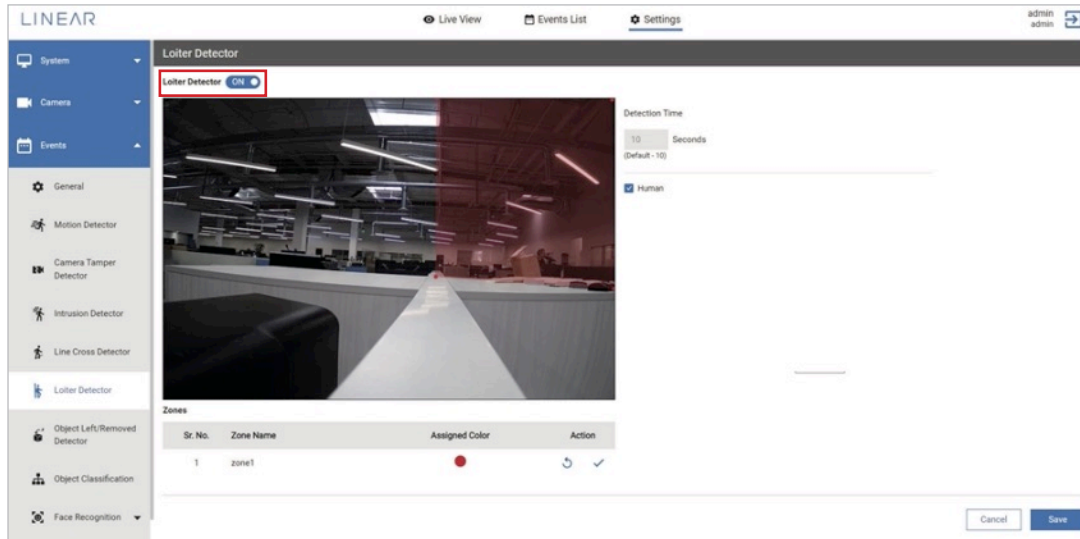 LINEAR
Live View
Events List
Settings
admin
admin
System
Camera
Events
General
Motion Detector
Camera Tamper
Detector
Intrusion Detector
Line Cross Detector
Loiter Detector
Object Left/Removed
Detector
Object Classification
Face Recognition
Loiter Detector
Loiter Detector ON
Detection Time
10 Seconds
(Default - 10)
Human
Zones
Sr. No. Zone Name Assigned Color Action
1 zone1
Cancel Save